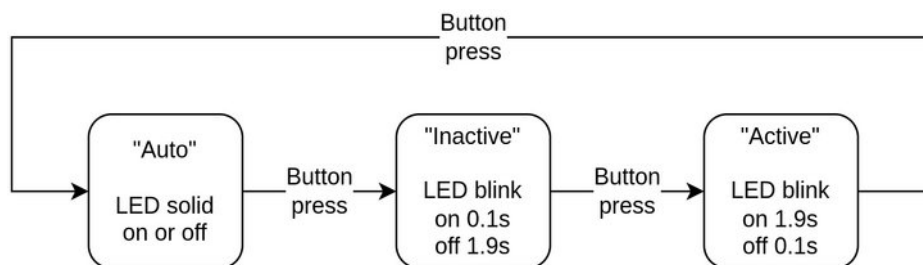 Button
press
"Auto"
LED solid
on or off
Button
press
"Inactive"
LED blink
on 0.1s
off 1.9s
Button
press
"Active"
LED blink
on 1.9s
off 0.1s